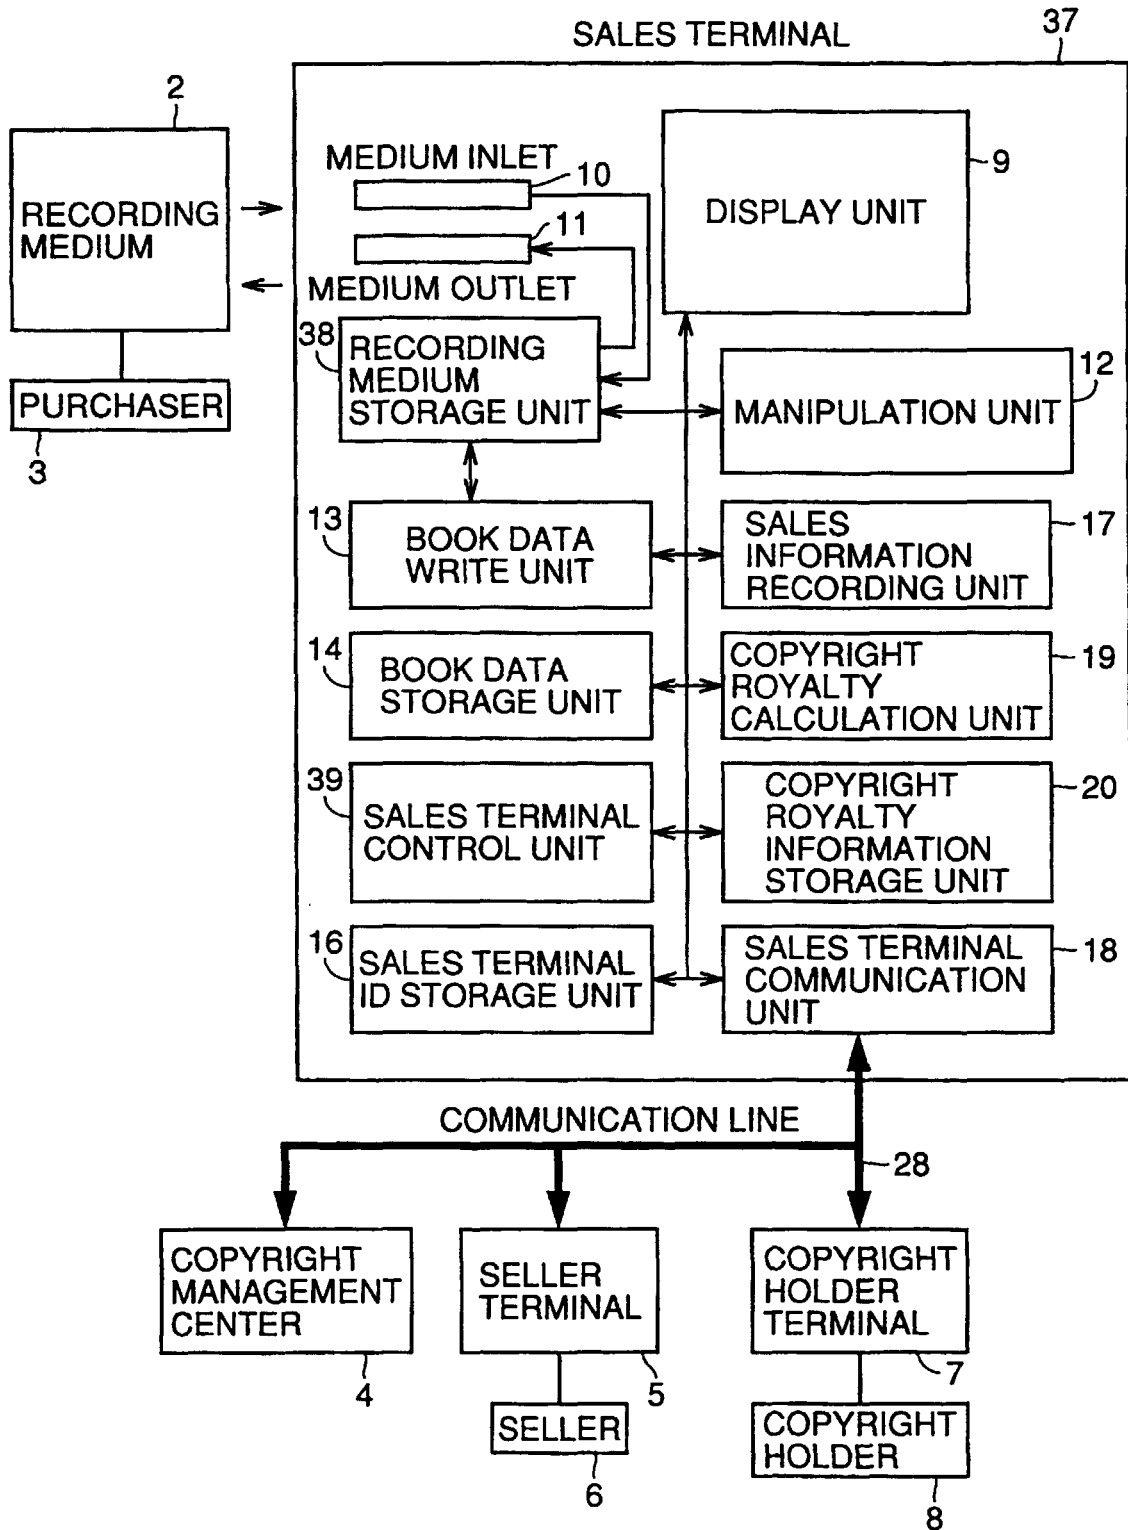 SALES TERMINAL
37
2
RECORDING
MEDIUM
PURCHASER
3
MEDIUM INLET
10
11
MEDIUM OUTLET
DISPLAY UNIT
9
38
RECORDING
MEDIUM
STORAGE UNIT
MANIPULATION UNIT
12
13
BOOK DATA
WRITE UNIT
SALES
INFORMATION
RECORDING UNIT
17
14
BOOK DATA
STORAGE UNIT
COPYRIGHT
ROYALTY
CALCULATION UNIT
19
39
SALES TERMINAL
CONTROL UNIT
COPYRIGHT
ROYALTY
INFORMATION
STORAGE UNIT
20
16
SALES TERMINAL
ID STORAGE UNIT
SALES TERMINAL
COMMUNICATION
UNIT
18
COMMUNICATION LINE
28
COPYRIGHT
MANAGEMENT
CENTER
4
SELLER
TERMINAL
5
SELLER
6
COPYRIGHT
HOLDER
TERMINAL
7
COPYRIGHT
HOLDER
8